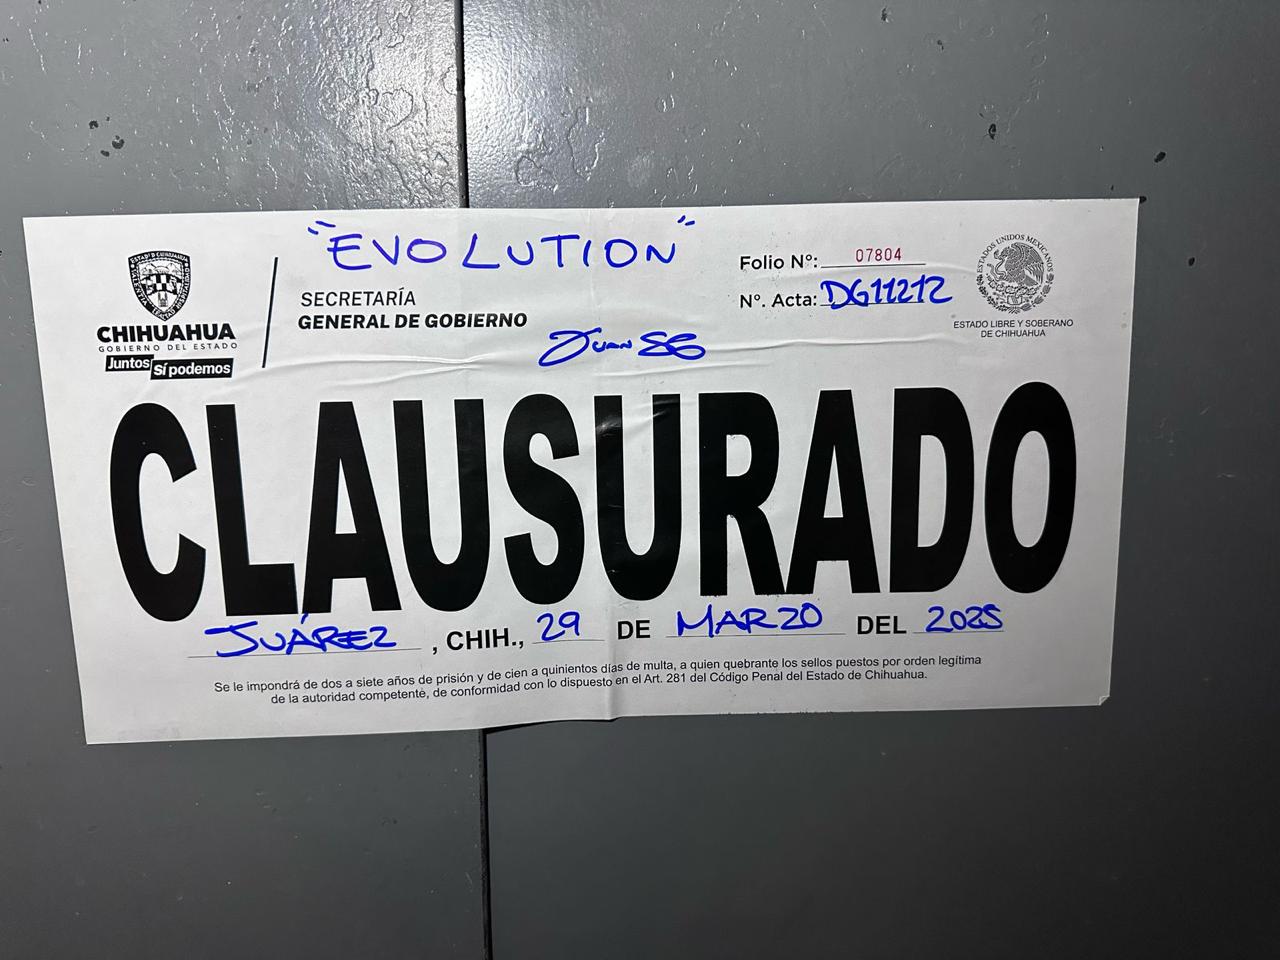 "EVOLUTION"
CHIHUAHUA
GOBIERNO DEL ESTADO
Juntos Sí podemos
SECRETARÍA
GENERAL DE GOBIERNO
Folio Nº: 07804
Nº. Acta: DG11212
ESTADOS UNIDOS MEXICANOS
ESTADO LIBRE Y SOBERANO
DE CHIHUAHUA
CLAUSURADO
JUÁREZ, CHIH., 29 DE MARZO DEL 2025
Se le impondrá de dos a siete años de prisión y de cien a quinientos días de multa, a quien quebrante los sellos puestos por orden legítima
de la autoridad competente, de conformidad con lo dispuesto en el Art. 281 del Código Penal del Estado de Chihuahua.